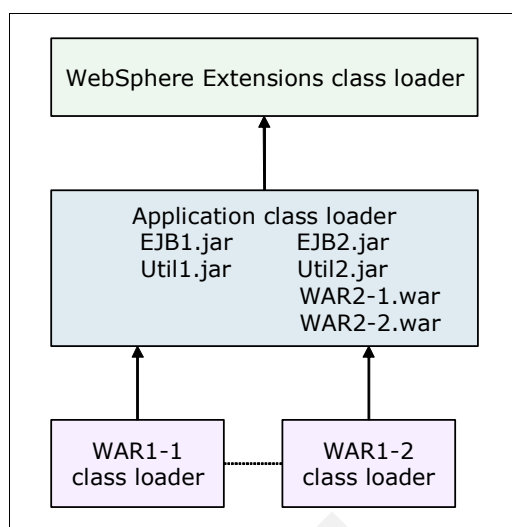 WebSphere Extensions class loader
Application class loader
EJB1.jar EJB2.jar
Util1.jar Util2.jar
WAR2-1.war
WAR2-2.war
WAR1-1
class loader
WAR1-2
class loader